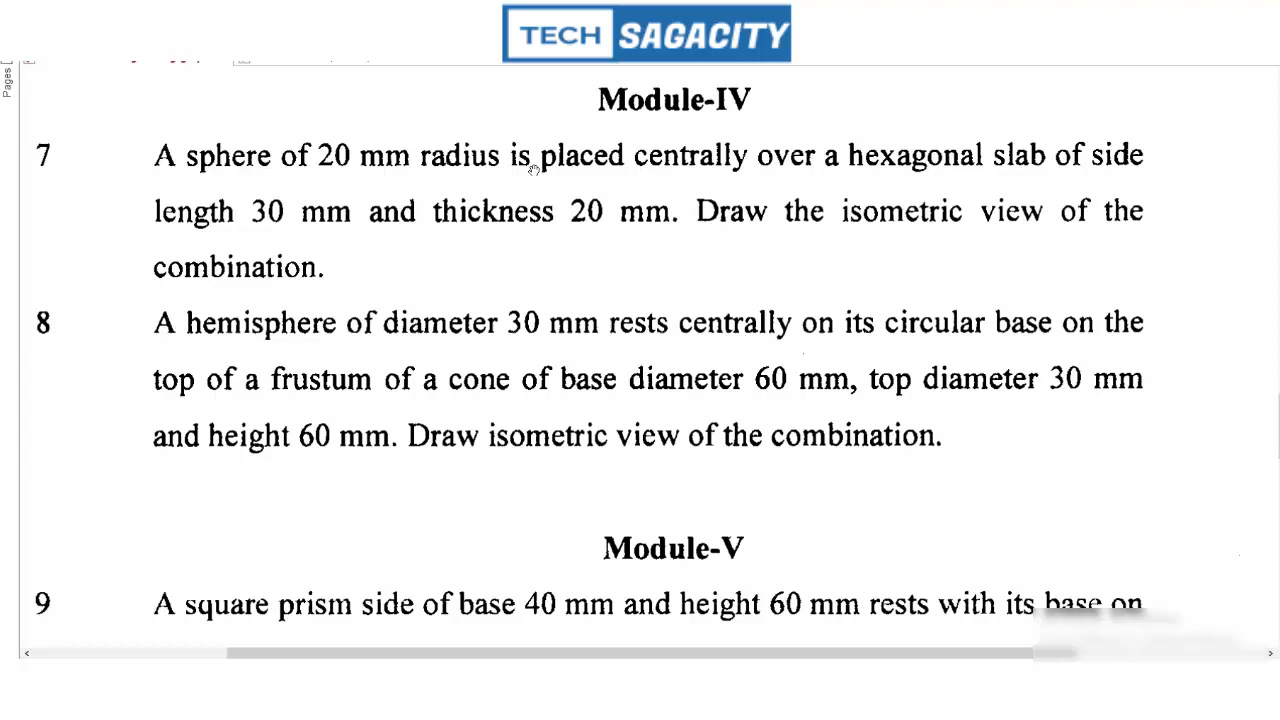 TECH SAGACITY
Pages
Module-IV
7 A sphere of 20 mm radius is placed centrally over a hexagonal slab of side
length 30 mm and thickness 20 mm. Draw the isometric view of the
combination.
8 A hemisphere of diameter 30 mm rests centrally on its circular base on the
top of a frustum of a cone of base diameter 60 mm, top diameter 30 mm
and height 60 mm. Draw isometric view of the combination.
Module-V
9 A square prism side of base 40 mm and height 60 mm rests with its base on